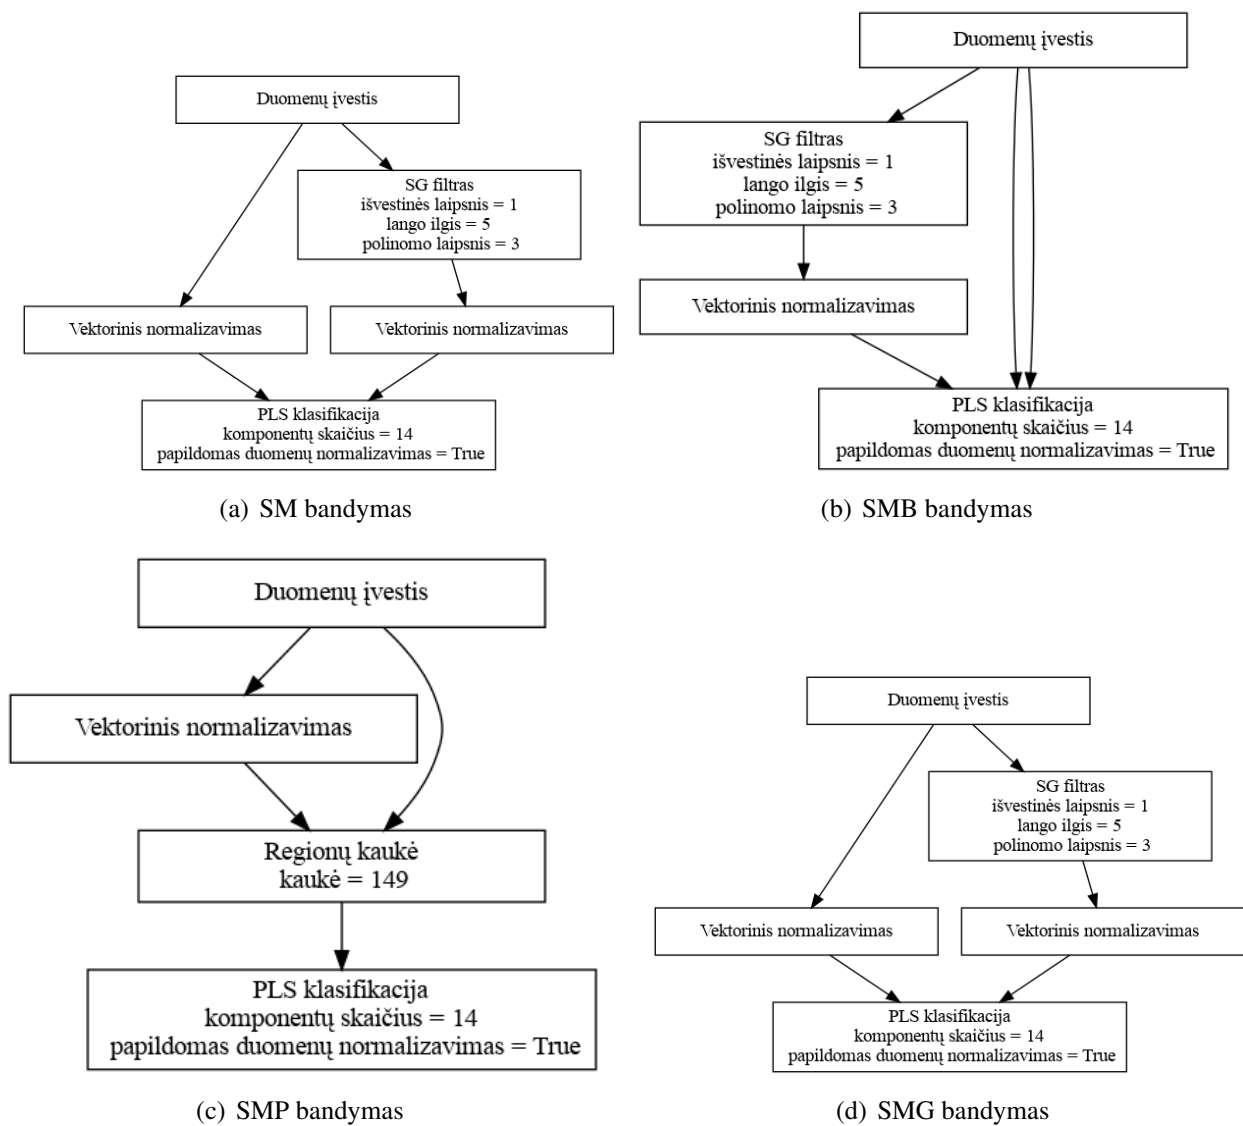 Duomenų įvestis
SG filtras
išvestinės laipsnis = 1
lango ilgis = 5
polinomo laipsnis = 3
Vektorinis normalizavimas
Vektorinis normalizavimas
PLS klasifikacija
komponentų skaičius = 14
papildomas duomenų normalizavimas = True
(a) SM bandymas
Duomenų įvestis
SG filtras
išvestinės laipsnis = 1
lango ilgis = 5
polinomo laipsnis = 3
Vektorinis normalizavimas
PLS klasifikacija
komponentų skaičius = 14
papildomas duomenų normalizavimas = True
(b) SMB bandymas
Duomenų įvestis
Vektorinis normalizavimas
Regionų kaukė
kaukė = 149
PLS klasifikacija
komponentų skaičius = 14
papildomas duomenų normalizavimas = True
(c) SMP bandymas
Duomenų įvestis
SG filtras
išvestinės laipsnis = 1
lango ilgis = 5
polinomo laipsnis = 3
Vektorinis normalizavimas
Vektorinis normalizavimas
PLS klasifikacija
komponentų skaičius = 14
papildomas duomenų normalizavimas = True
(d) SMG bandymas